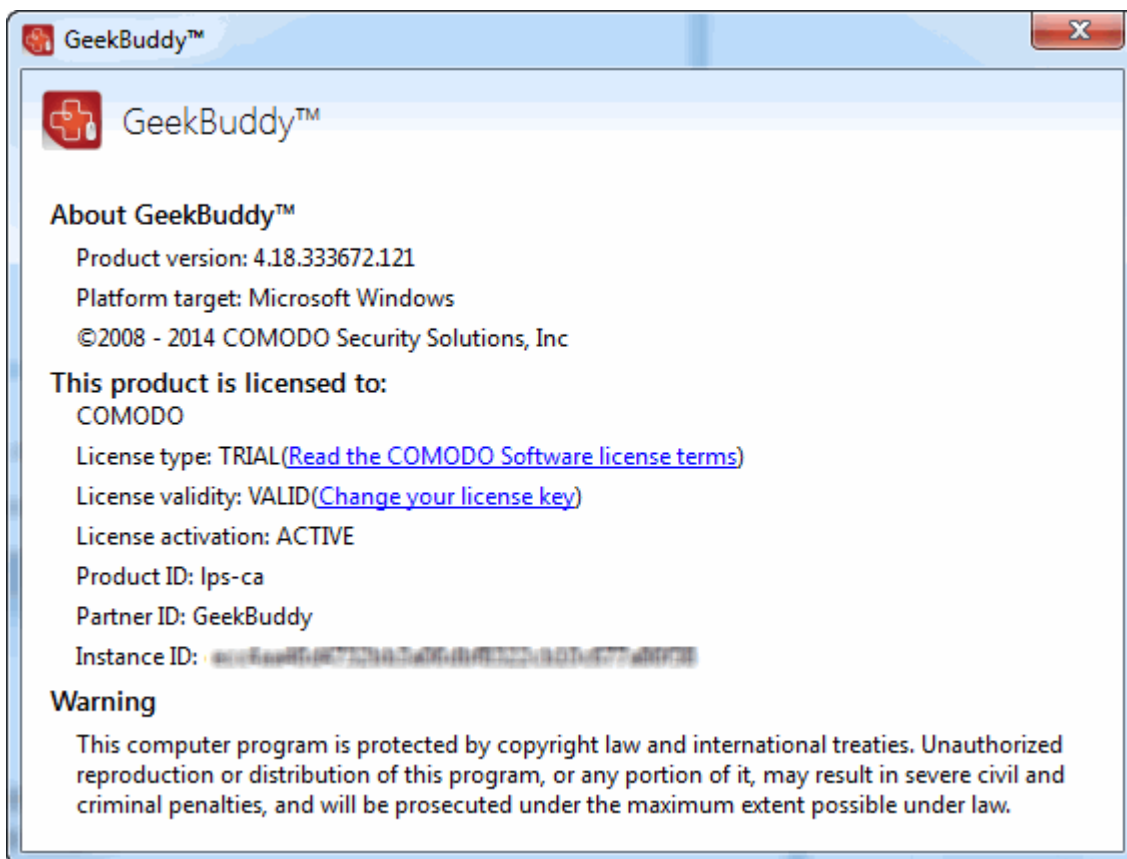 GeekBuddy™
GeekBuddy™
About GeekBuddy™
Product version: 4.18.333672.121
Platform target: Microsoft Windows
©2008 - 2014 COMODO Security Solutions, Inc
This product is licensed to:
COMODO
License type: TRIAL(Read the COMODO Software license terms)
License validity: VALID(Change your license key)
License activation: ACTIVE
Product ID: lps-ca
Partner ID: GeekBuddy
Instance ID:
Warning
This computer program is protected by copyright law and international treaties. Unauthorized
reproduction or distribution of this program, or any portion of it, may result in severe civil and
criminal penalties, and will be prosecuted under the maximum extent possible under law.